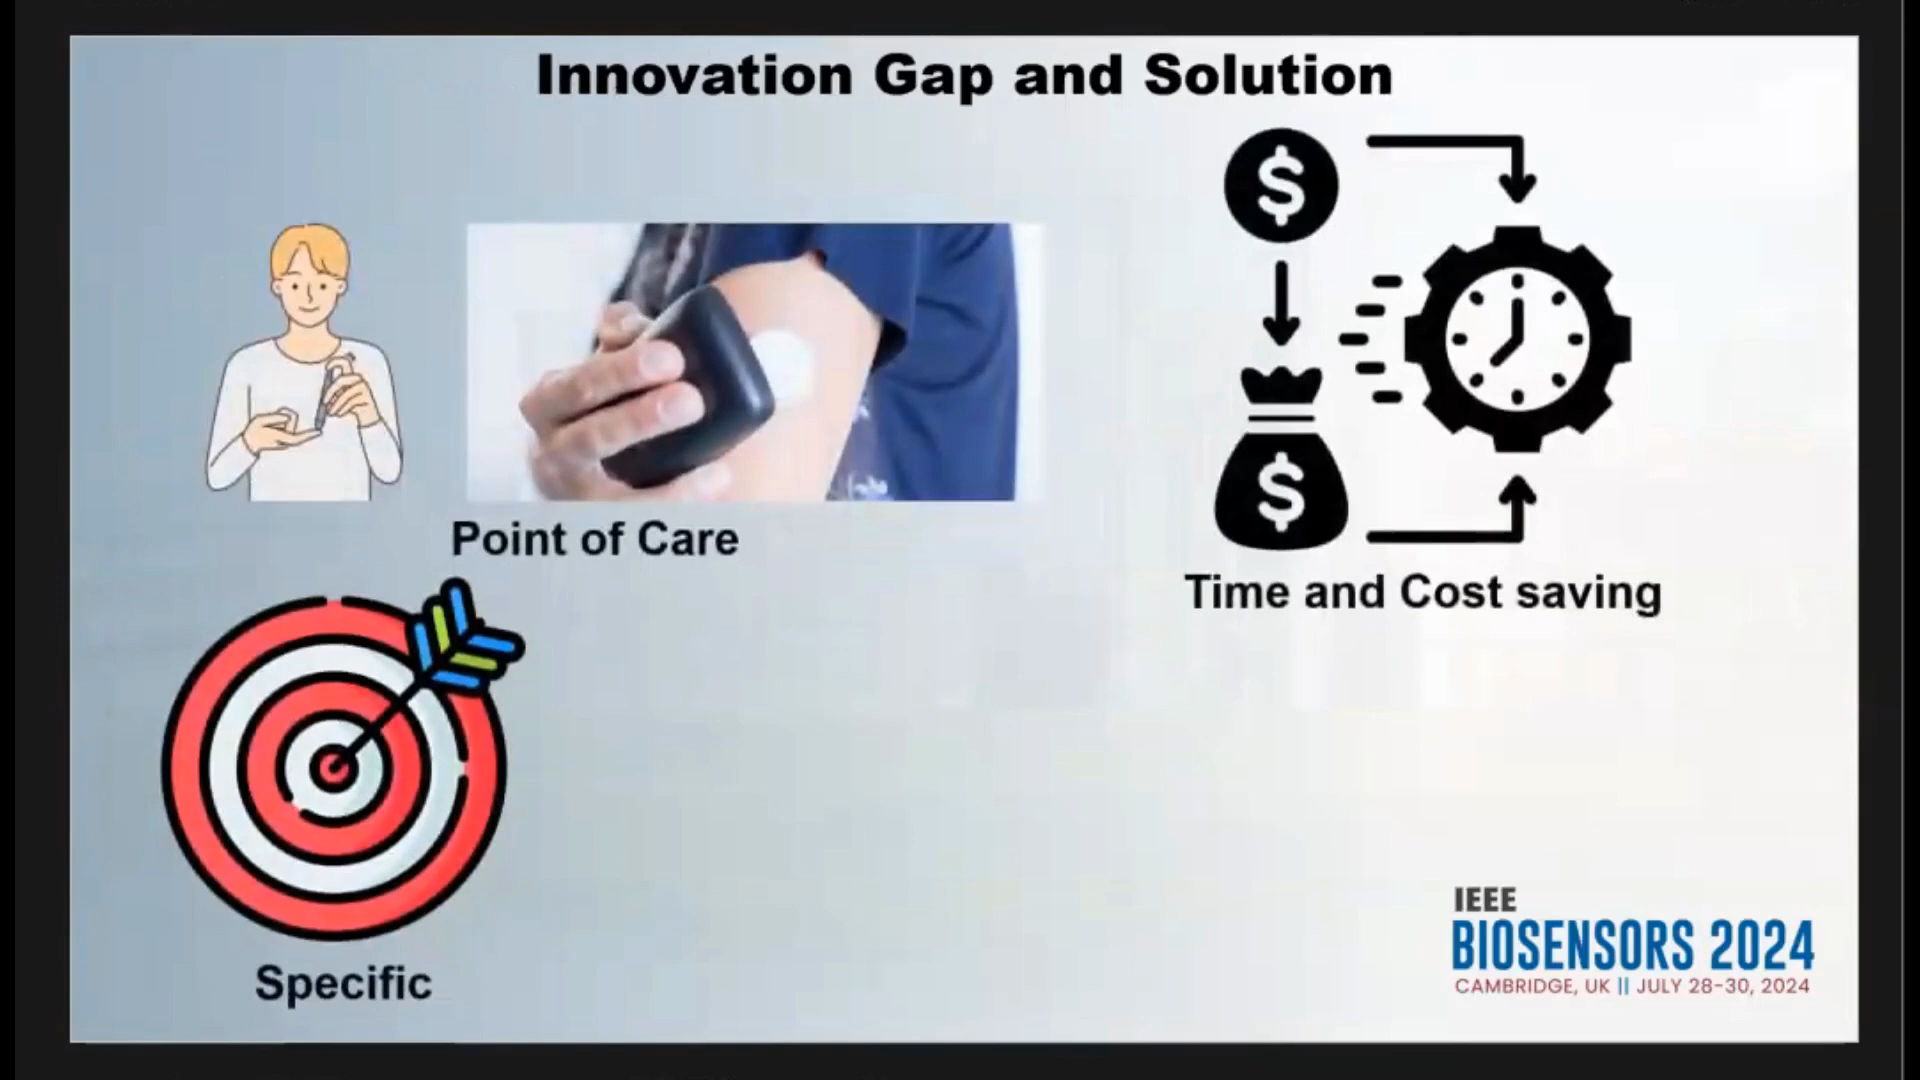 Innovation Gap and Solution
Point of Care
Time and Cost saving
Specific
IEEE
BIOSENSORS 2024
CAMBRIDGE, UK || JULY 28-30, 2024